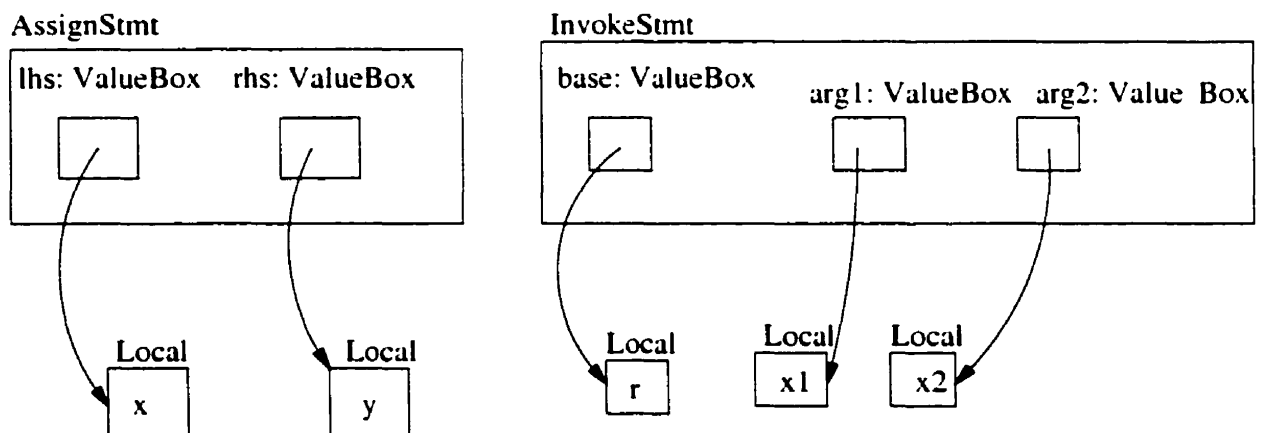 AssignStmt
lhs: ValueBox rhs: ValueBox
Local
x
Local
y
InvokeStmt
base: ValueBox
arg1: ValueBox arg2: Value Box
Local
r
Local
x1
Local
x2